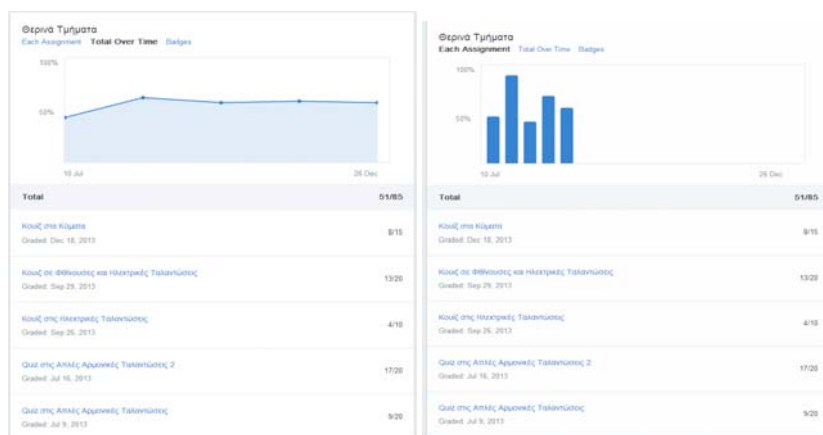 Θερινά Τμήματα
Each Assignment Total Over Time Badges
100%
50%
10 Jul 26 Dec
Total 51/85
Κουίζ στα Κύματα 8/15
Graded: Dec 18, 2013
Κουίζ σε Φθίνουσες και Ηλεκτρικές Ταλαντώσεις 13/20
Graded: Sep 29, 2013
Κουίζ στις Ηλεκτρικές Ταλαντώσεις 4/10
Graded: Sep 26, 2013
Quiz στις Απλές Αρμονικές Ταλαντώσεις 2 17/20
Graded: Jul 16, 2013
Quiz στις Απλές Αρμονικές Ταλαντώσεις 9/20
Graded: Jul 9, 2013
Θερινά Τμήματα
Each Assignment Total Over Time Badges
100%
50%
10 Jul 26 Dec
Total 51/85
Κουίζ στα Κύματα 8/15
Graded: Dec 18, 2013
Κουίζ σε Φθίνουσες και Ηλεκτρικές Ταλαντώσεις 13/20
Graded: Sep 29, 2013
Κουίζ στις Ηλεκτρικές Ταλαντώσεις 4/10
Graded: Sep 26, 2013
Quiz στις Απλές Αρμονικές Ταλαντώσεις 2 17/20
Graded: Jul 16, 2013
Quiz στις Απλές Αρμονικές Ταλαντώσεις 9/20
Graded: Jul 9, 2013